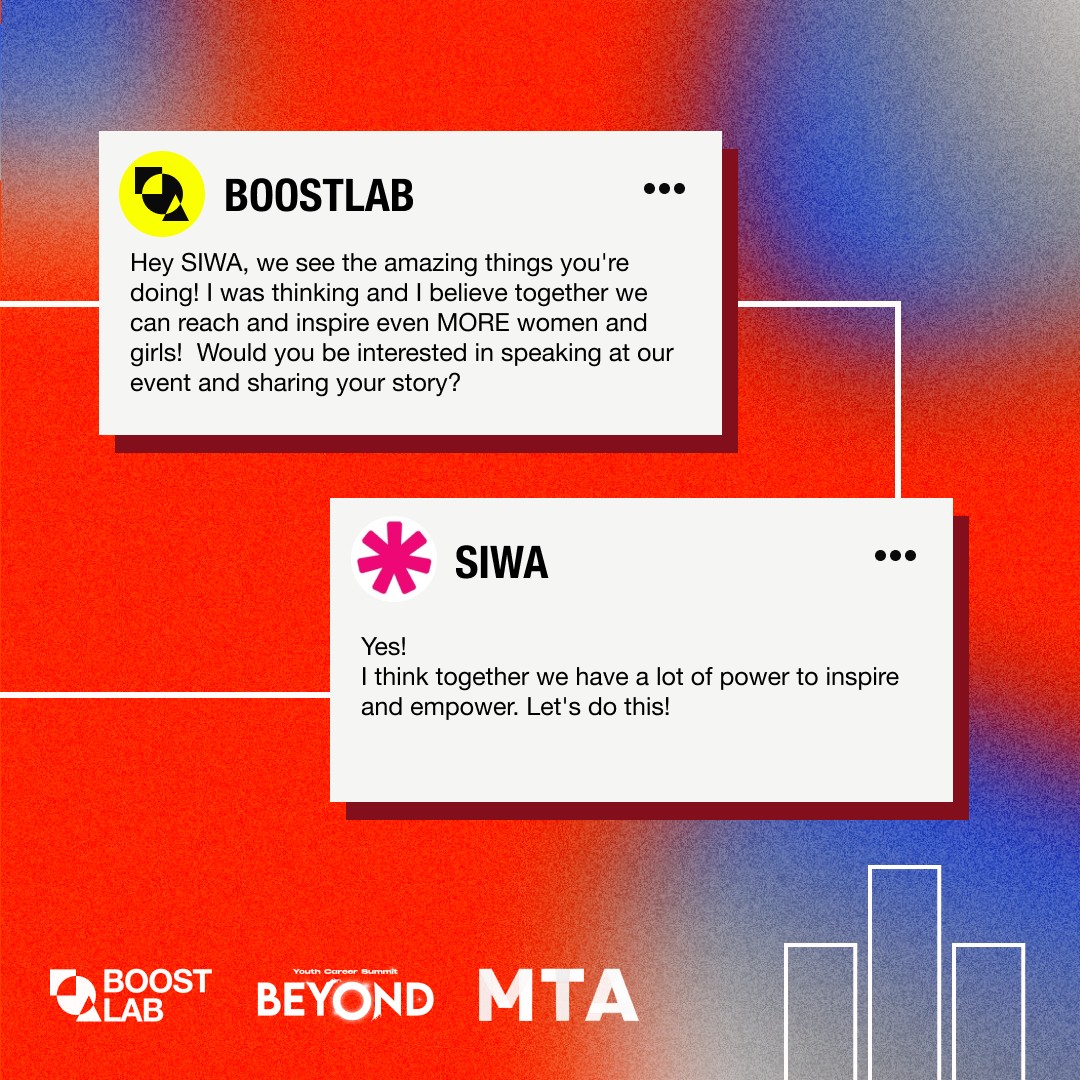 BOOSTLAB
Hey SIWA, we see the amazing things you're
doing! I was thinking and I believe together we
can reach and inspire even MORE women and
girls!  Would you be interested in speaking at our
event and sharing your story?
SIWA
Yes!
I think together we have a lot of power to inspire
and empower. Let's do this!
BOOST
LAB
Youth Career Summit
BEYOND
MTA